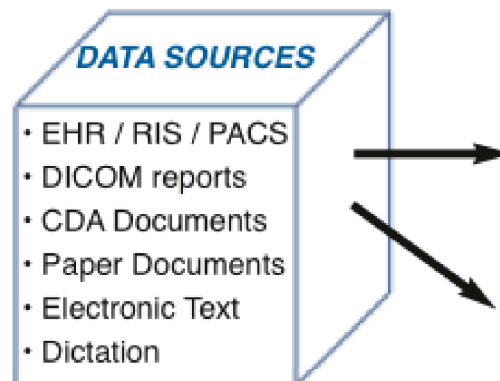 DATA SOURCES
• EHR / RIS / PACS
• DICOM reports
• CDA Documents
• Paper Documents
• Electronic Text
• Dictation